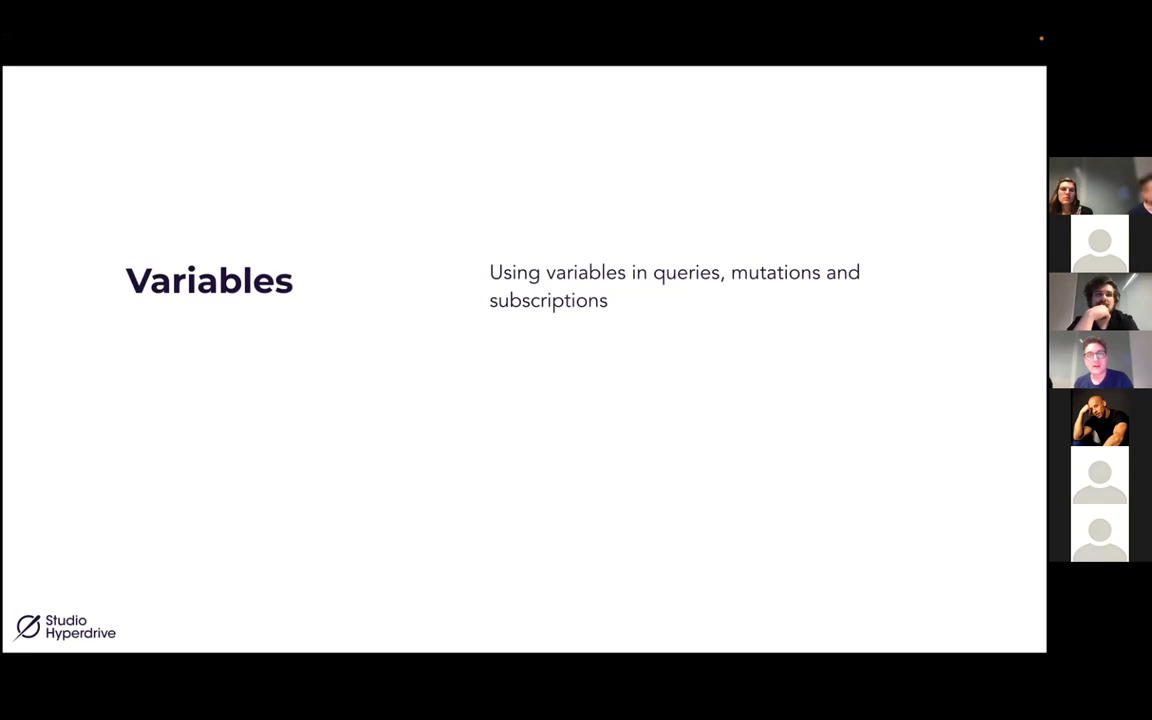 Variables
Using variables in queries, mutations and
subscriptions
Studio
Hyperdrive